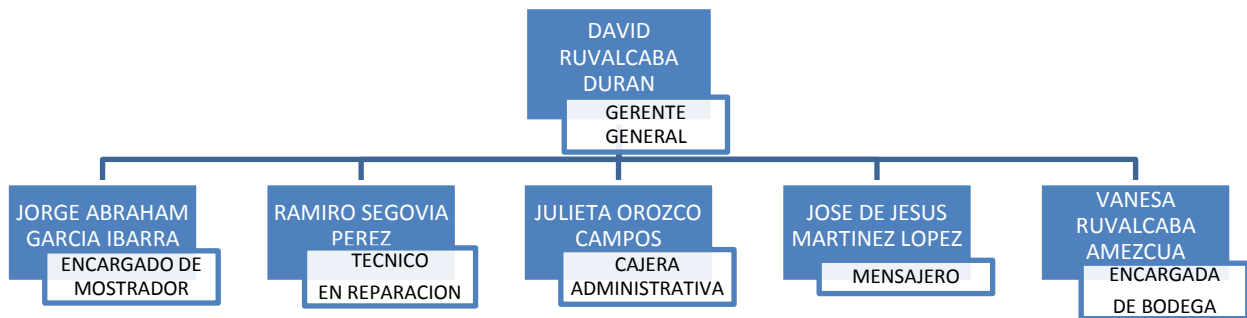 DAVID
RUVALCABA
DURAN
GERENTE
GENERAL
JORGE ABRAHAM
GARCIA IBARRA
ENCARGADO DE
MOSTRADOR
RAMIRO SEGOVIA
PEREZ
TECNICO
EN REPARACION
JULIETA OROZCO
CAMPOS
CAJERA
ADMINISTRATIVA
JOSE DE JESUS
MARTINEZ LOPEZ
MENSAJERO
VANESA
RUVALCABA
AMEZCUA
ENCARGADA
DE BODEGA